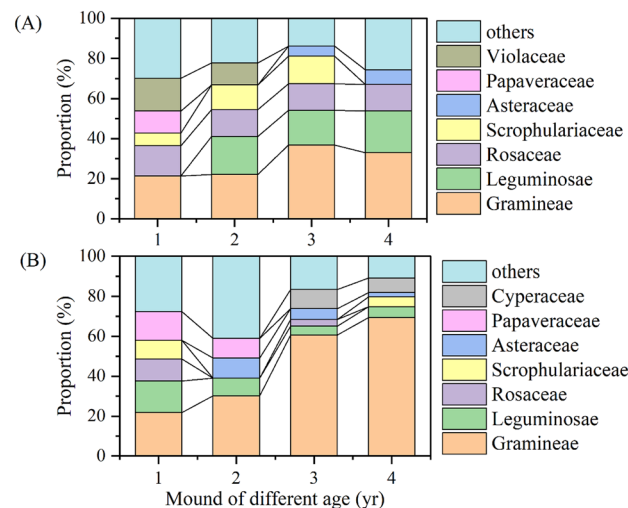 (A)
100
80
60
40
20
0
Proportion (%)
1 2 3 4
others
Violaceae
Papaveraceae
Asteraceae
Scrophulariaceae
Rosaceae
Leguminosae
Gramineae
(B)
100
80
60
40
20
0
Proportion (%)
1 2 3 4
Mound of different age (yr)
others
Cyperaceae
Papaveraceae
Asteraceae
Scrophulariaceae
Rosaceae
Leguminosae
Gramineae